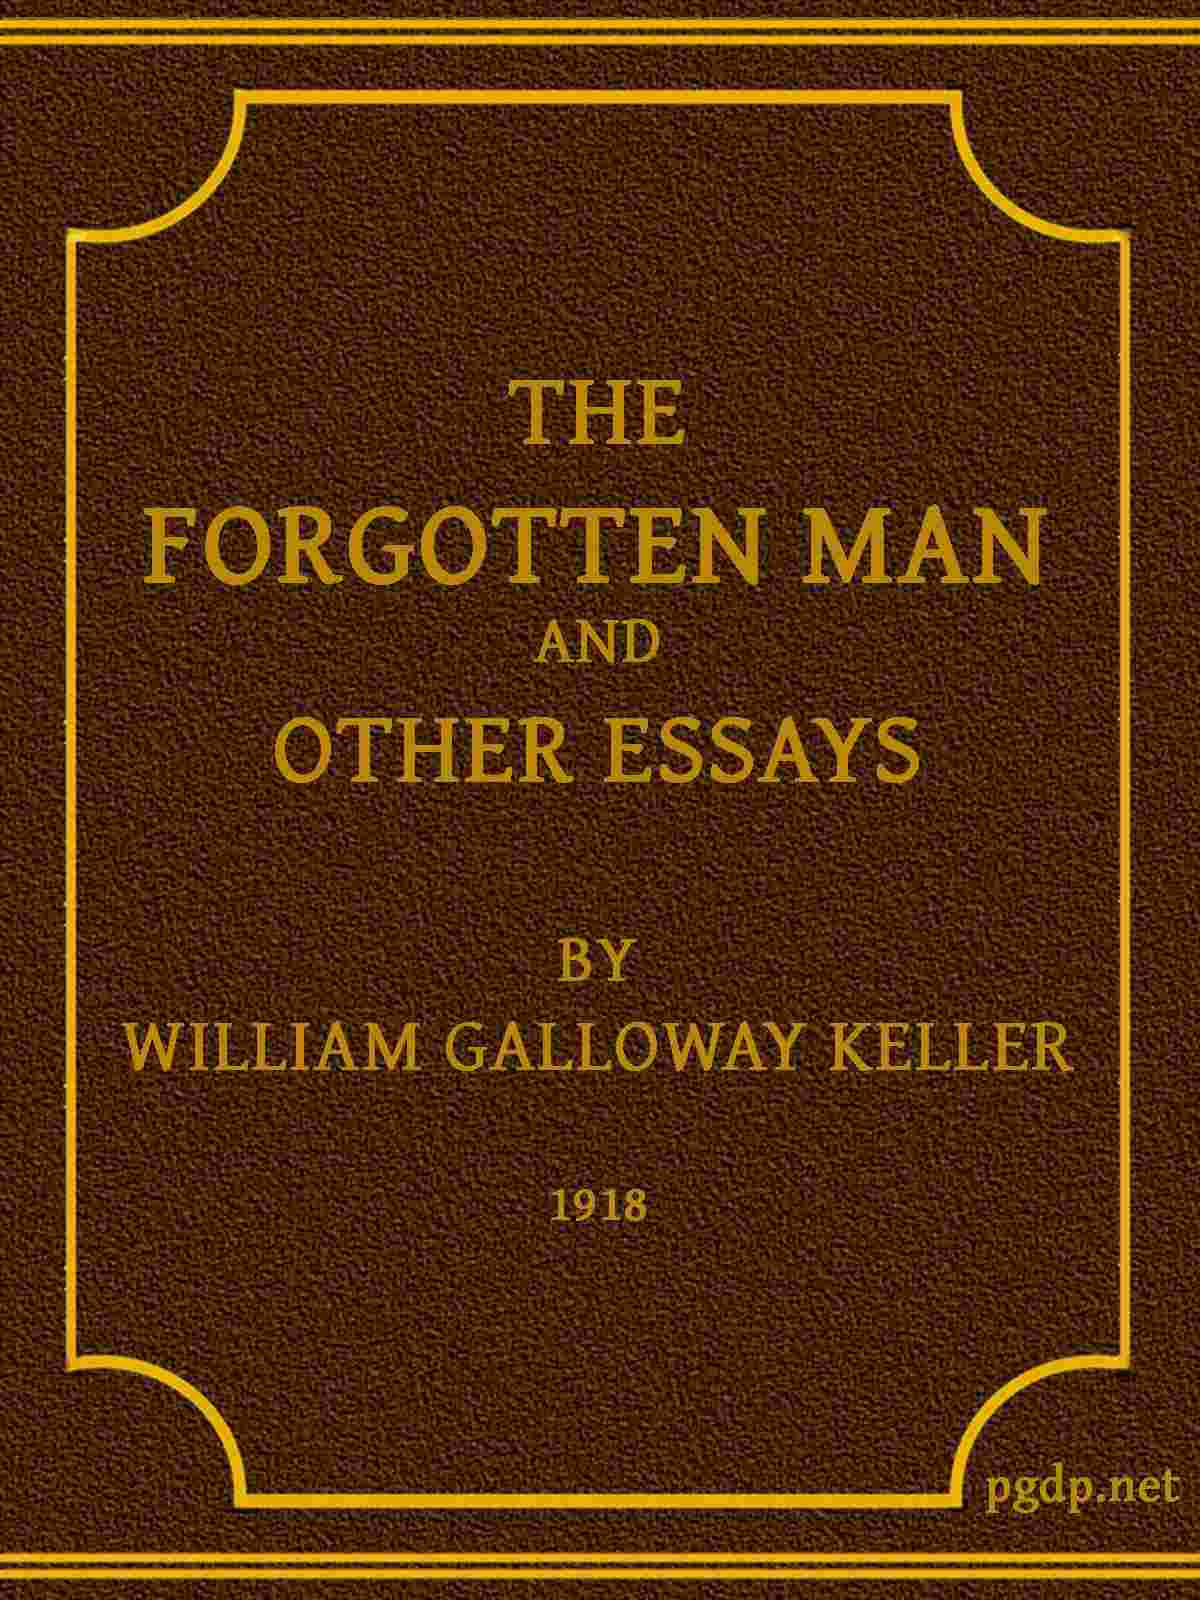 THE
FORGOTTEN MAN
AND
OTHER ESSAYS
BY
WILLIAM GALLOWAY KELLER
1918
pgdp.net